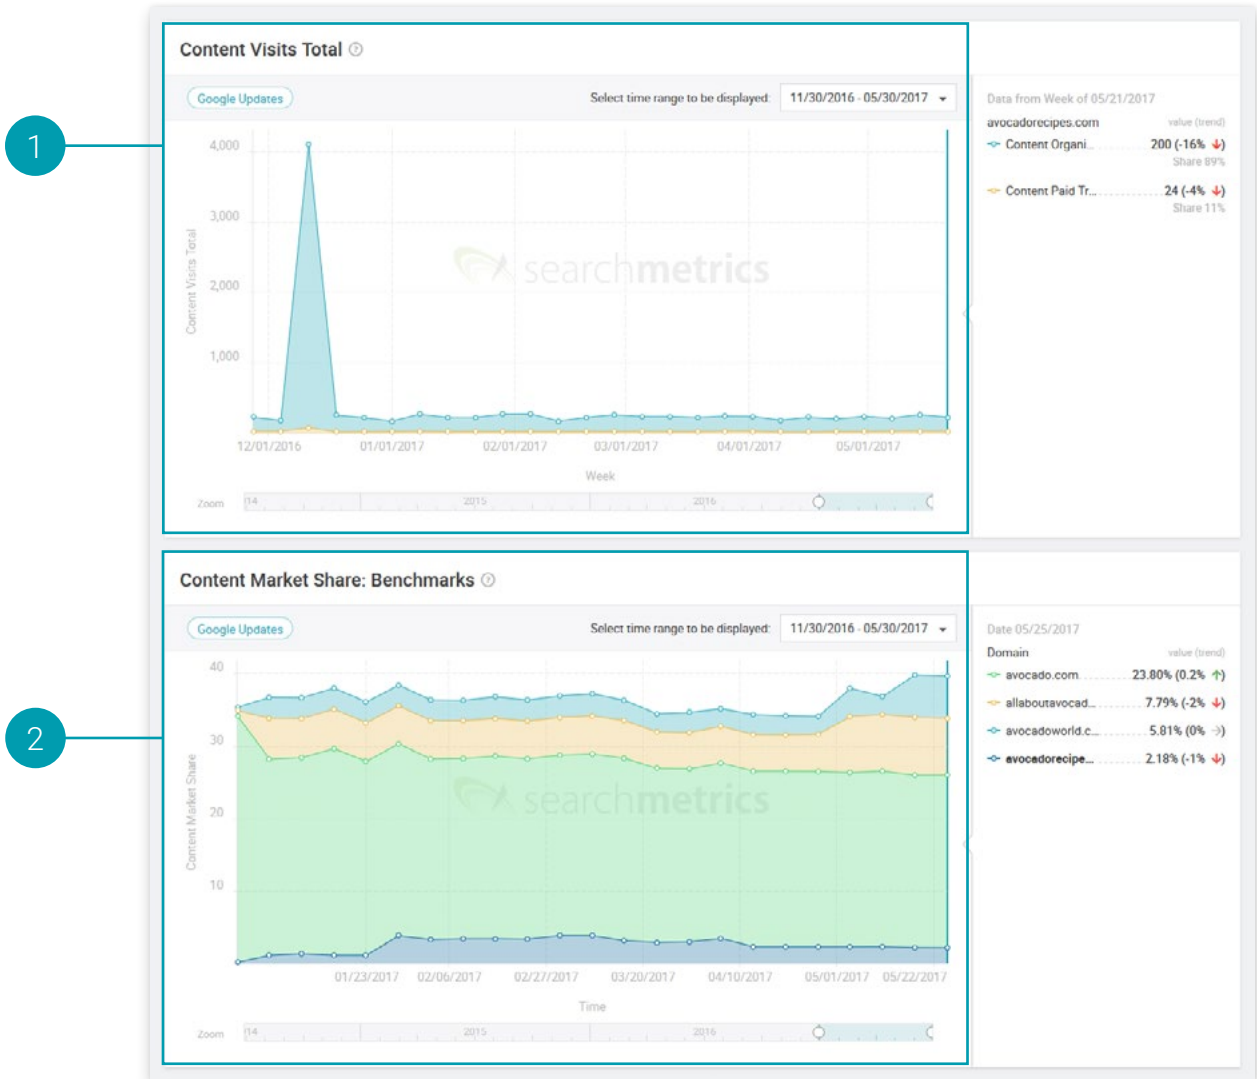 Content Visits Total ?
Google Updates
Select time range to be displayed: 11/30/2016 - 05/30/2017
1
4,000
3,000
2,000
1,000
Content Visits Total
searchmetrics
12/01/2016 01/01/2017 02/01/2017 03/01/2017 04/01/2017 05/01/2017
Week
Zoom '14 2015 2016
Data from Week of 05/21/2017
avocadorecipes.com value (trend)
Content Organi... 200 (-16% ↓)
Share 89%
Content Paid Tr... 24 (-4% ↓)
Share 11%
Content Market Share: Benchmarks ?
Google Updates
Select time range to be displayed: 11/30/2016 - 05/30/2017
2
40
30
20
10
Content Market Share
searchmetrics
01/23/2017 02/06/2017 02/27/2017 03/20/2017 04/10/2017 05/01/2017 05/22/2017
Time
Zoom '14 2015 2016
Date 05/25/2017
Domain value (trend)
avocado.com 23.80% (0.2% ↑)
allaboutavocad... 7.79% (-2% ↓)
avocadoworld.c... 5.81% (0% →)
avocadorecipe... 2.18% (-1% ↓)